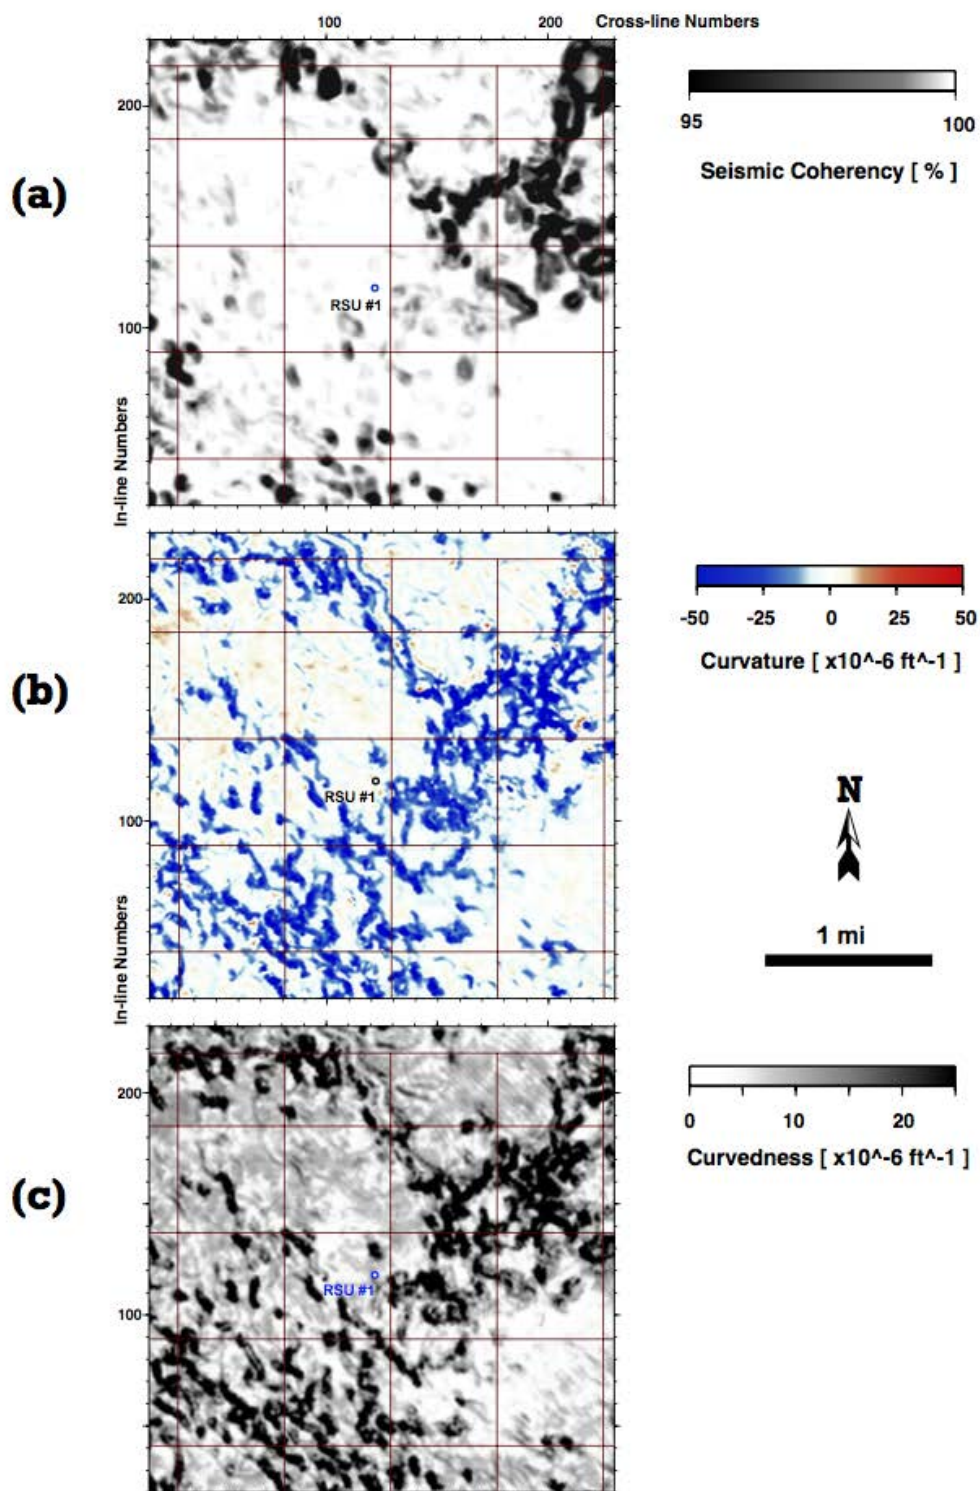 100 200 Cross-line Numbers
(a)
200
100
In-line Numbers
RSU #1
95 100
Seismic Coherency [ % ]
(b)
200
100
In-line Numbers
RSU #1
-50 -25 0 25 50
Curvature [ x10^-6 ft^-1 ]
N
1 mi
(c)
200
100
RSU #1
0 10 20
Curvedness [ x10^-6 ft^-1 ]